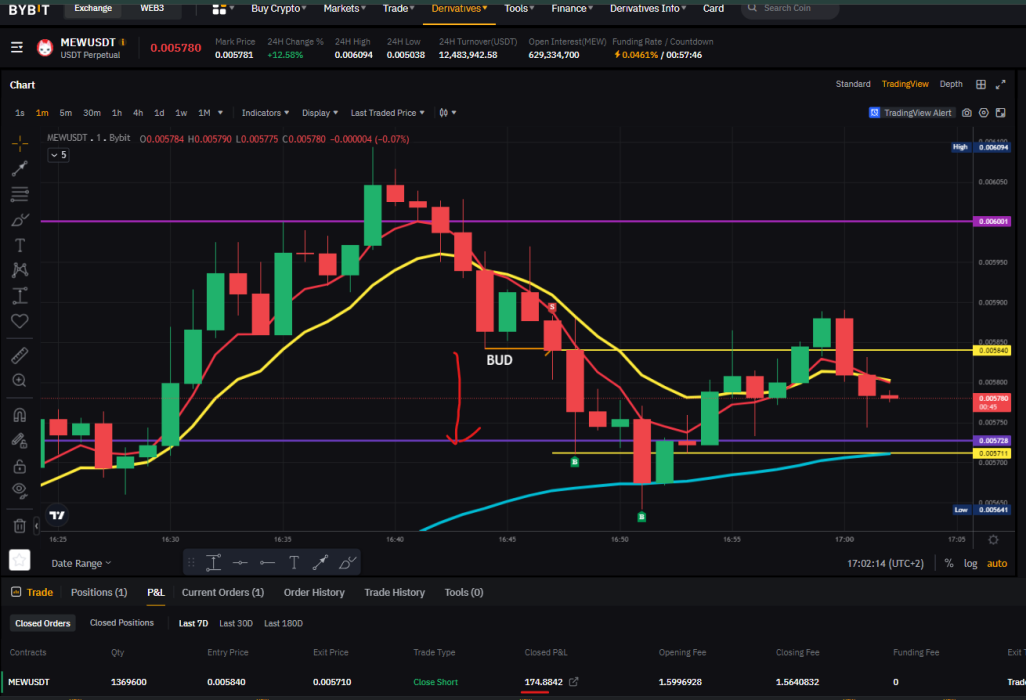 BYBIT Exchange WEB3 Buy Crypto Markets Trade Derivatives Tools Finance Derivatives Info Card Search Coin
MEWUSDT
USDT Perpetual
0.005780
Mark Price 24H Change % 24H High 24H Low 24H Turnover(USDT) Open Interest(MEW) Funding Rate / Countdown
0.005781 +12.58% 0.006094 0.005038 12,483,942.58 629,334,700 0.0461% / 00:57:46
Chart
Standard TradingView Depth
1s 1m 5m 30m 1h 4h 1d 1w 1M Indicators Display Last Traded Price TradingView Alert
MEWUSDT . 1 . Bybit O0.005784 H0.005790 L0.005775 C0.005780 -0.000004 (-0.07%)
5
High 0.006094
0.006050
0.006001
0.005950
0.005900
S
0.005840
BUD
0.005800
0.005780
00:45
0.005750
0.005728
0.005711
0.005700
B
Low 0.005641
B
16:25 16:30 16:35 16:40 16:45 16:50 16:55 17:00 17:05
Date Range
T
17:02:14 (UTC+2) % log auto
Trade Positions (1) P&L Current Orders (1) Order History Trade History Tools (0)
Closed Orders Closed Positions Last 7D Last 30D Last 180D
Contracts Qty Entry Price Exit Price Trade Type Closed P&L Opening Fee Closing Fee Funding Fee Exit T
MEWUSDT 1369600 0.005840 0.005710 Close Short 174.8842 1.5996928 1.5640832 0 Trad